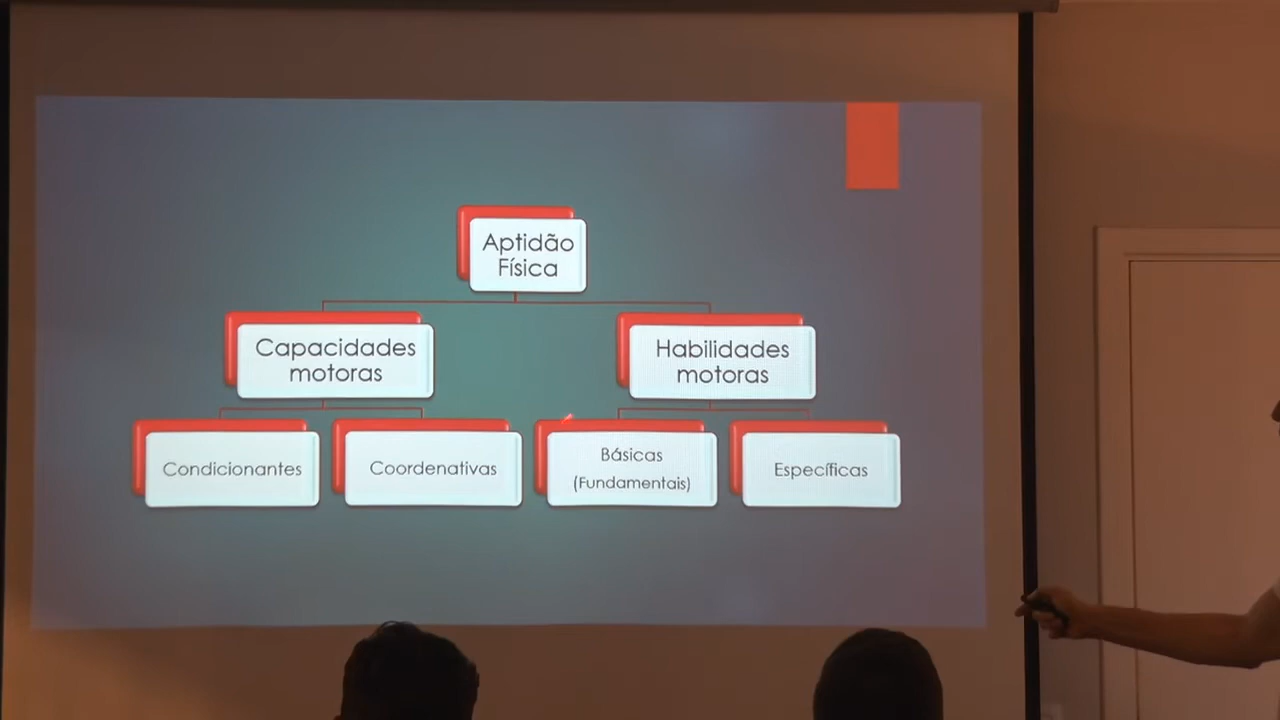 Aptidão
Física
Capacidades
motoras
Habilidades
motoras
Condicionantes
Coordenativas
Básicas
(Fundamentais)
Específicas